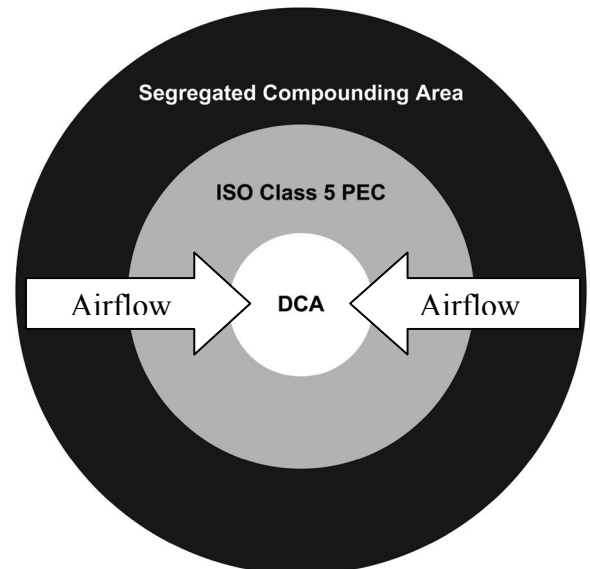 Segregated Compounding Area
ISO Class 5 PEC
Airflow
DCA
Airflow